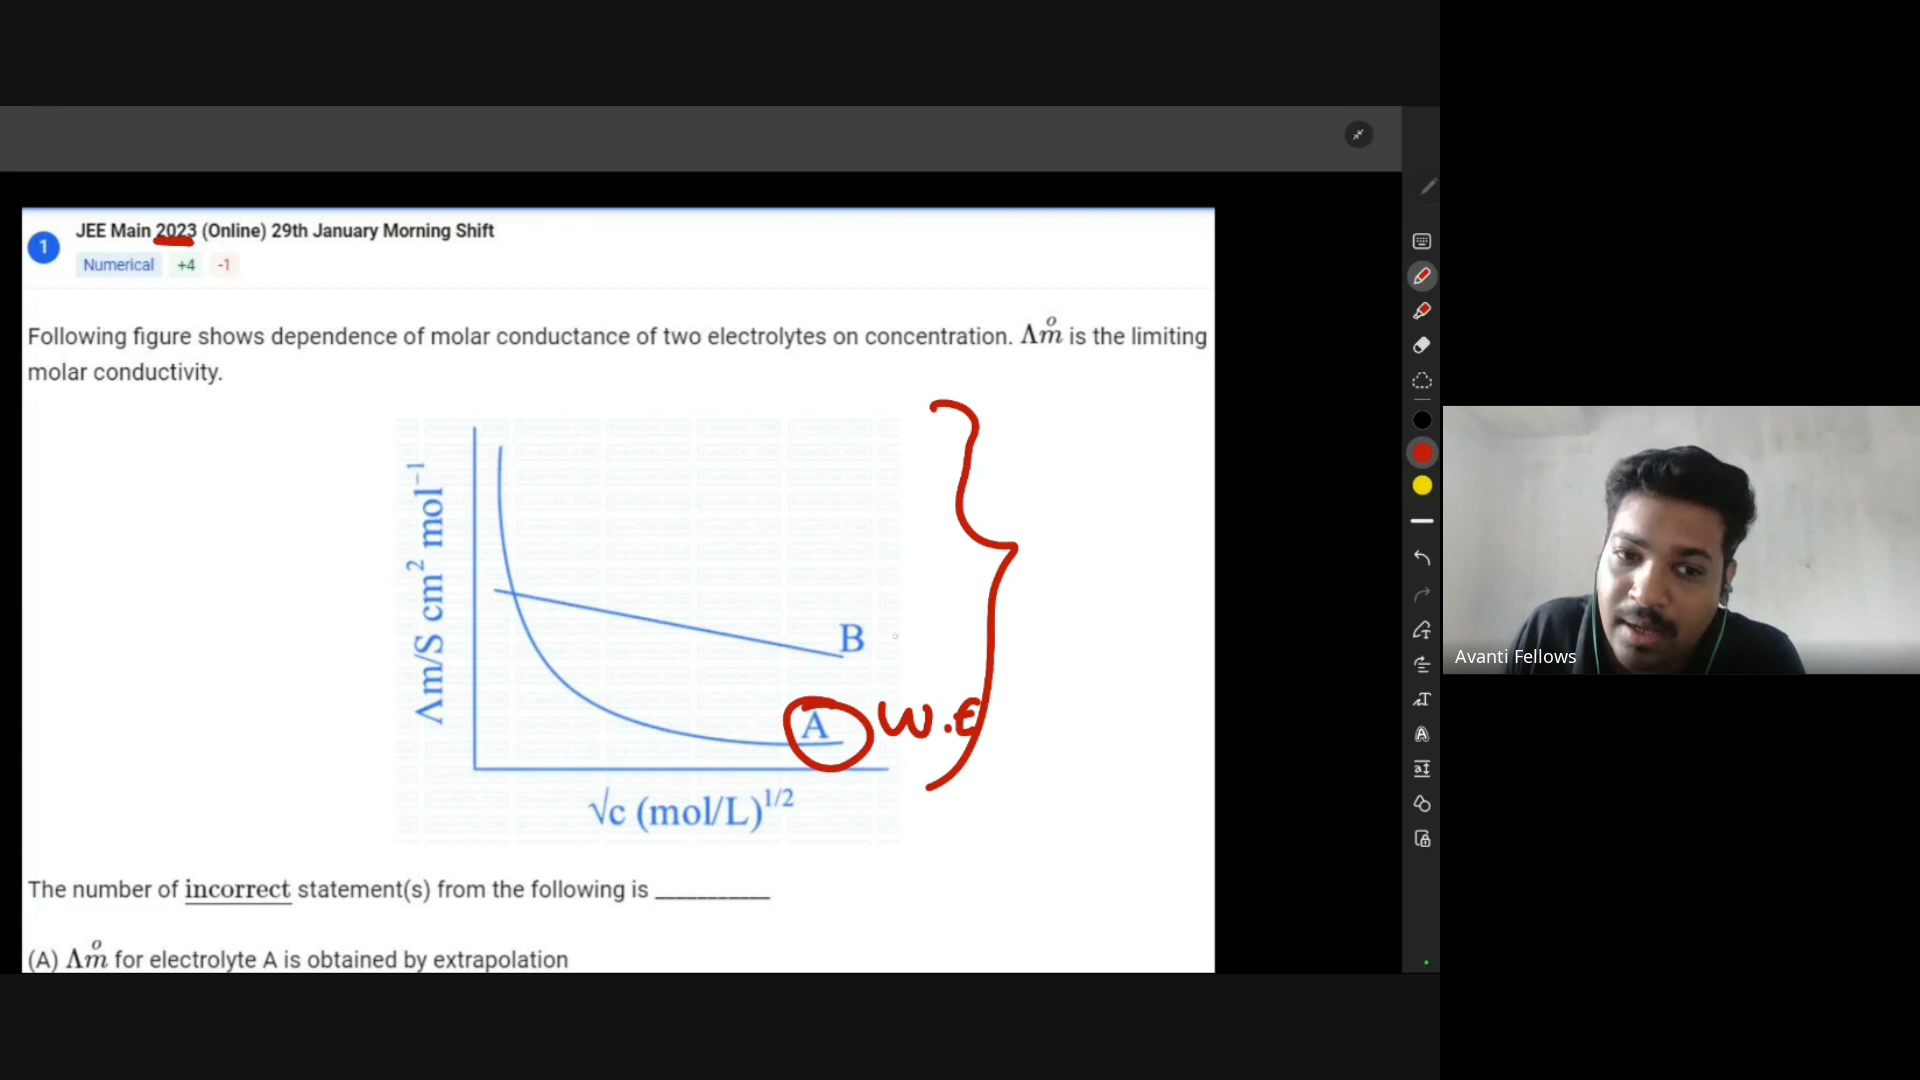 1
JEE Main 2023 (Online) 29th January Morning Shift
Numerical +4 -1
Following figure shows dependence of molar conductance of two electrolytes on concentration. Λm° is the limiting
molar conductivity.
Λm/S cm² mol⁻¹
B
A W.E
√c (mol/L)^1/2
The number of incorrect statement(s) from the following is ___________
(A) Λm° for electrolyte A is obtained by extrapolation
Avanti Fellows